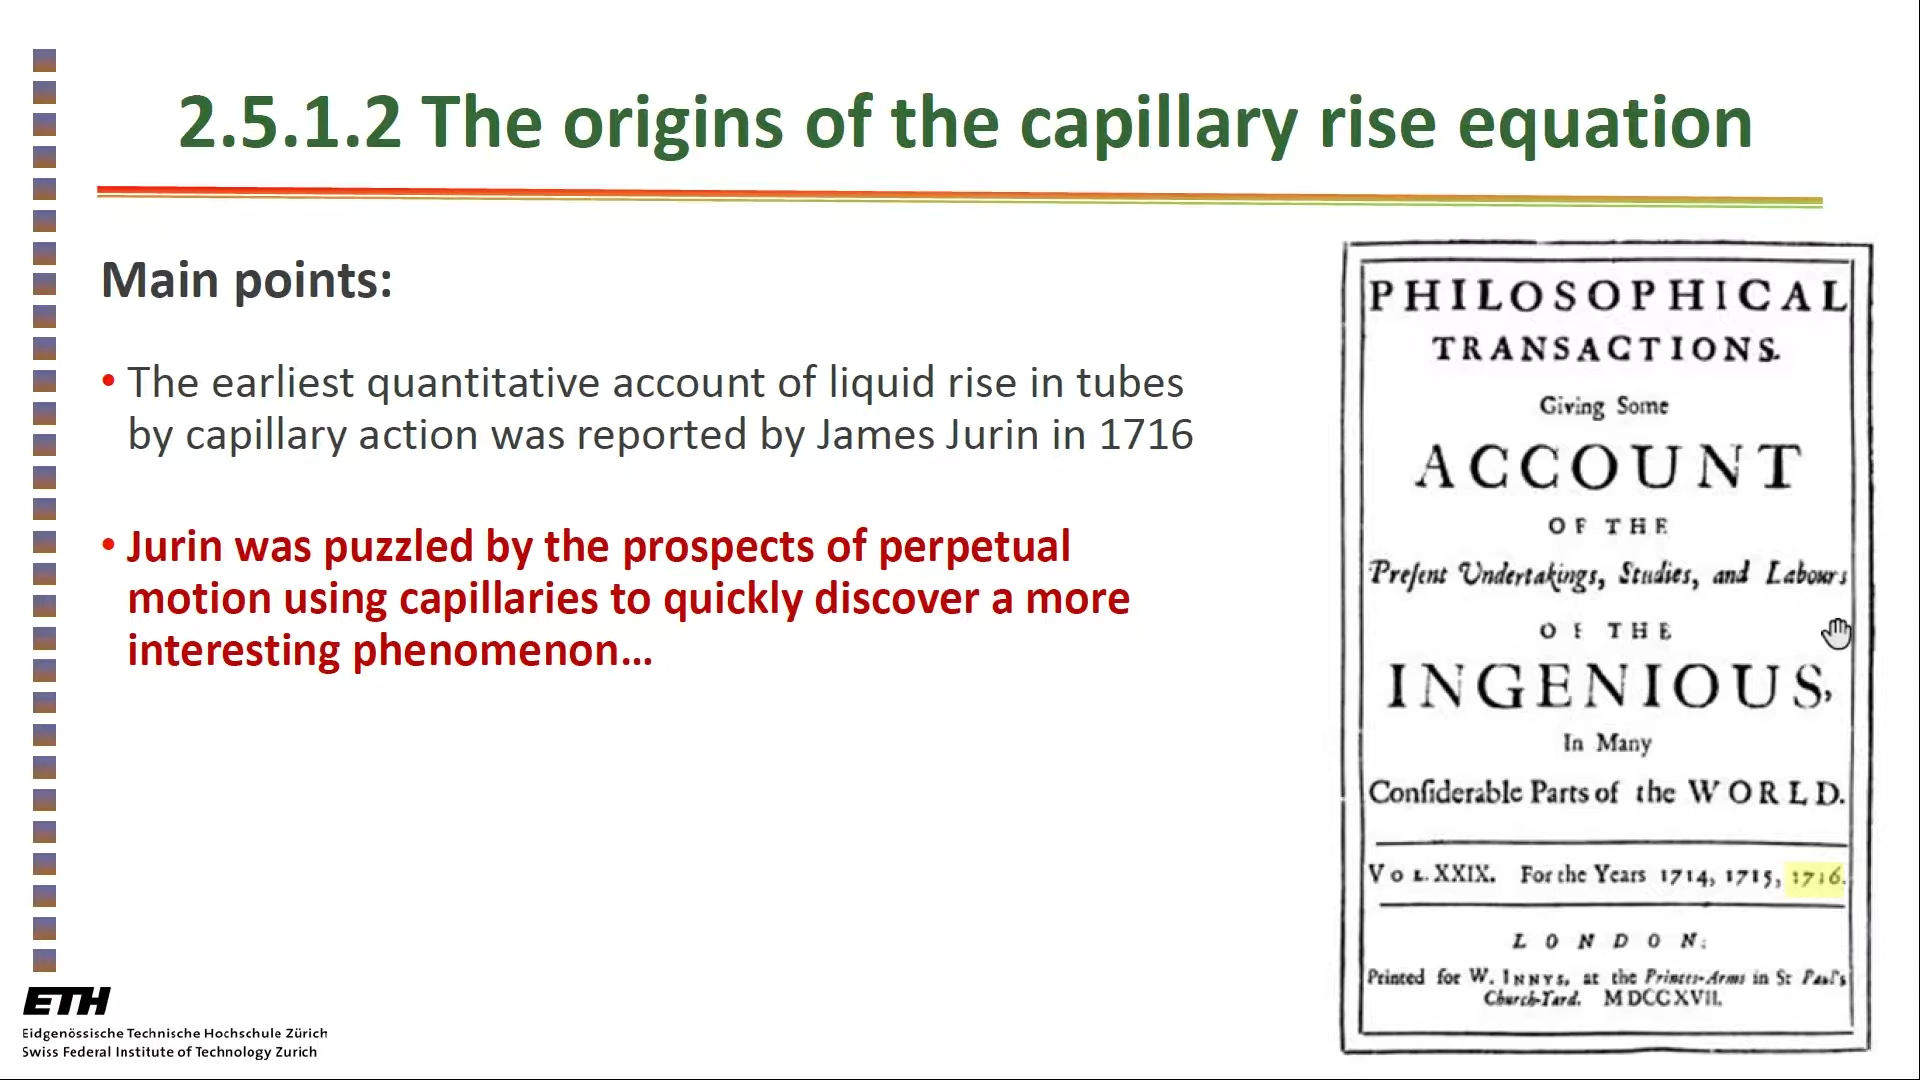 2.5.1.2 The origins of the capillary rise equation
Main points:
• The earliest quantitative account of liquid rise in tubes
by capillary action was reported by James Jurin in 1716
• Jurin was puzzled by the prospects of perpetual
motion using capillaries to quickly discover a more
interesting phenomenon...
PHILOSOPHICAL
TRANSACTIONS.
Giving Some
ACCOUNT
OF THE
Preſent Undertakings, Studies, and Labours
OF THE
INGENIOUS,
In Many
Conſiderable Parts of the WORLD.
VOL. XXIX. For the Years 1714, 1715, 1716.
LONDON:
Printed for W. INNYS, at the Princes-Arms in St Paul's
Church-Yard. MDCCXVII.
ETH
Eidgenössische Technische Hochschule Zürich
Swiss Federal Institute of Technology Zurich